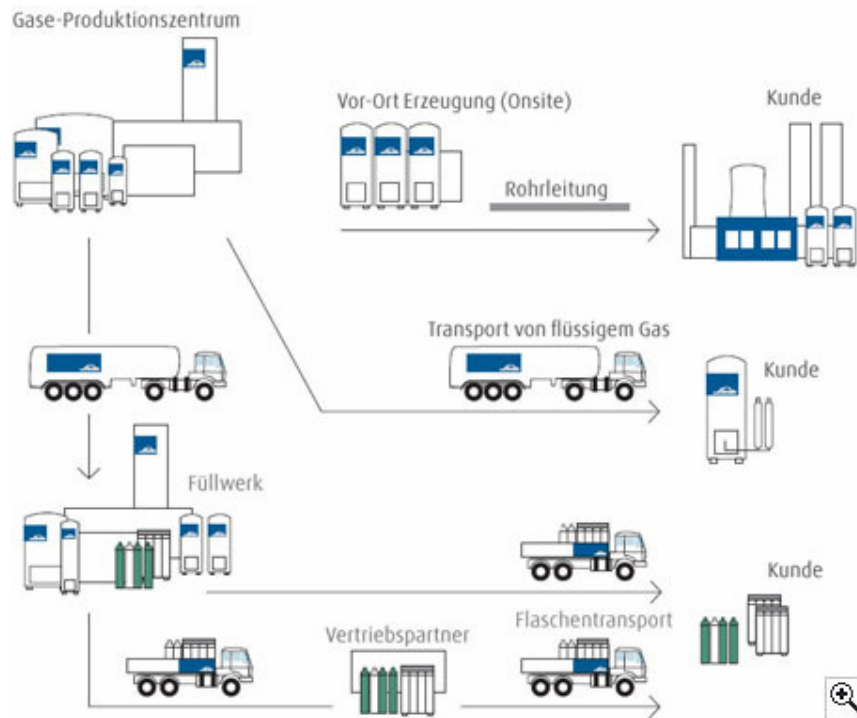 Gase-Produktionszentrum
Vor-Ort Erzeugung (Onsite)
Kunde
Rohrleitung
Transport von flüssigem Gas
Kunde
Füllwerk
Kunde
Vertriebspartner
Flaschentransport